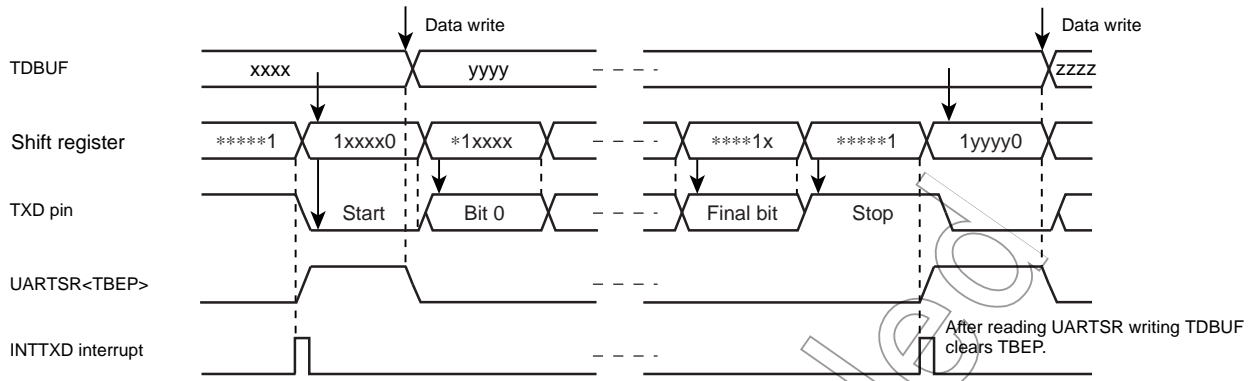 Data write Data write
TDBUF xxxx yyyy zzzz
Shift register *****1 1xxxx0 *1xxxx ****1x *****1 1yyyy0
TXD pin Start Bit 0 Final bit Stop
UARTSR<TBEP>
After reading UARTSR writing TDBUF
INTTXD interrupt clears TBEP.